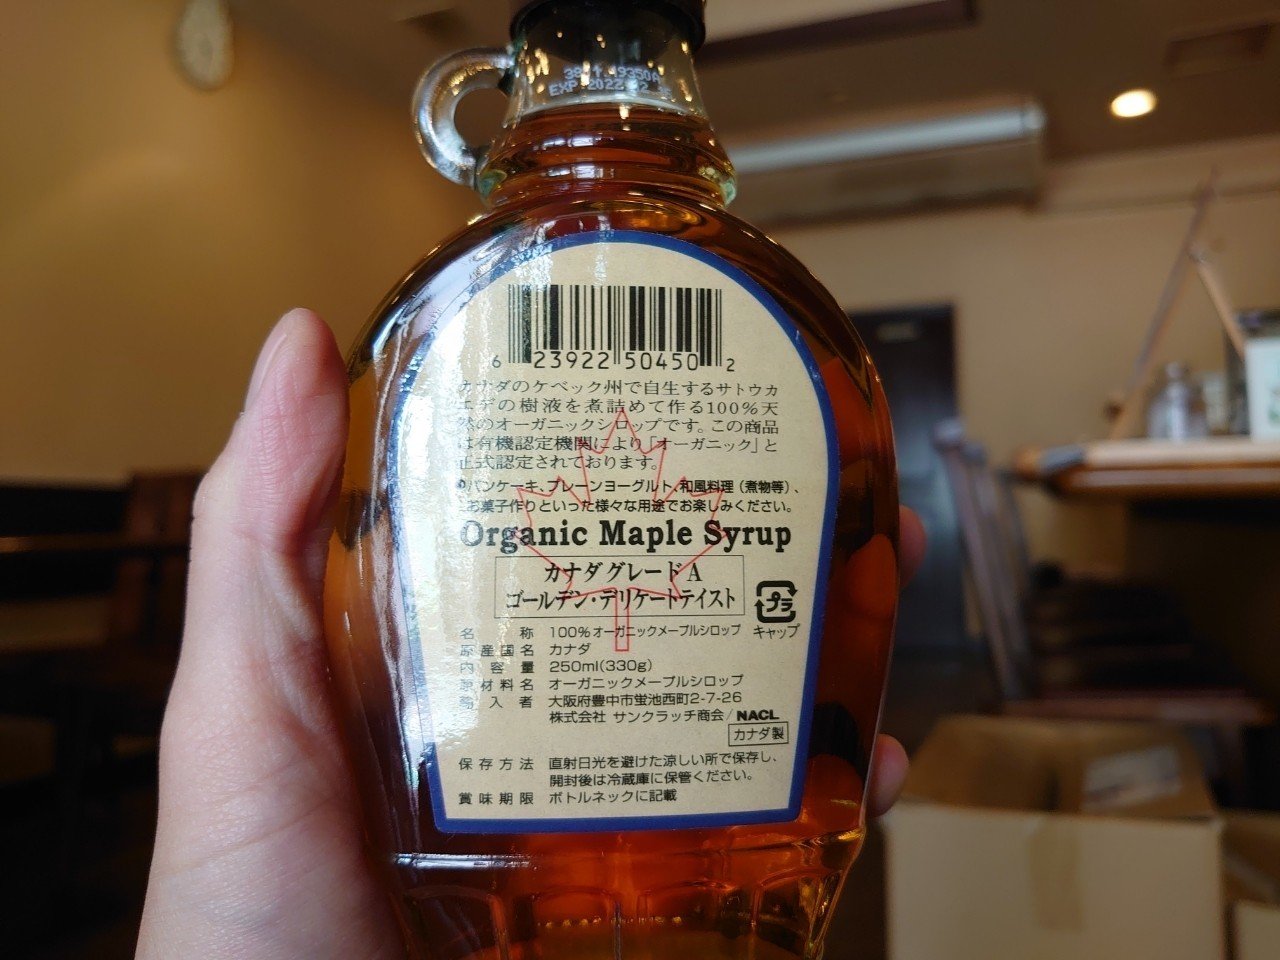 EXP 2022
6 23922 50450 2
カナダのケベック州で自生するサトウカ
エデの樹液を煮詰めて作る100%天
然のオーガニックシロップです。この商品
は有機認定機関により「オーガニック」と
正式認定されております。
パンケーキ、プレーンヨーグルト、和風料理(煮物等)、
お菓子作りといった様々な用途でお楽しみください。
Organic Maple Syrup
カナダ グレード A
ゴールデン・デリケートテイスト
プラ
キャップ
名称 100%オーガニックメープルシロップ
原産国名 カナダ
内容量 250ml(330g)
原材料名 オーガニックメープルシロップ
輸入者 大阪府豊中市蛍池西町2-7-26
株式会社 サンクラッチ商会/NACL
カナダ製
保存方法 直射日光を避けた涼しい所で保存し、
開封後は冷蔵庫に保管ください。
賞味期限 ボトルネックに記載